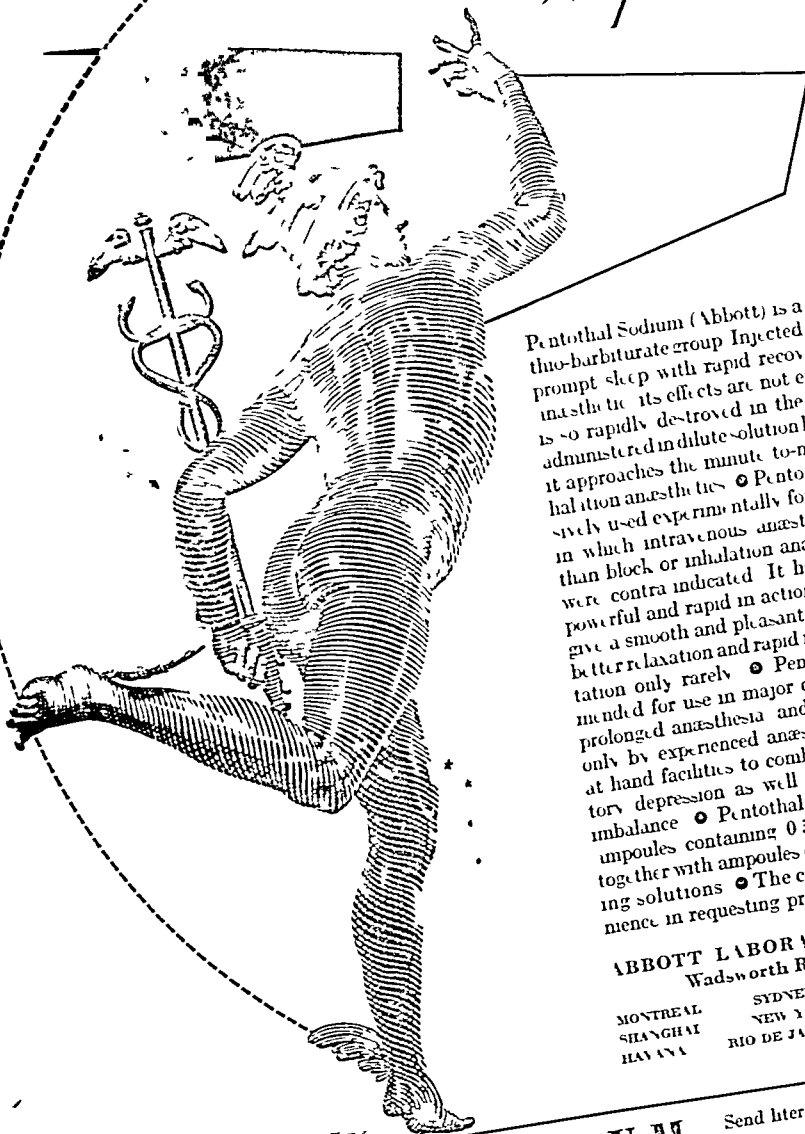 Pentothal Sodium (Abbott) is a
thio-barbiturate group Injected
prompt sleep with rapid recov
anæsthetic its effects are not e
is so rapidly destroyed in the
administered in dilute solution
it approaches the minute to-m
halation anæsthetics Pento
sively used experimentally fo
in which intravenous anæst
than block or inhalation ana
were contra indicated It h
powerful and rapid in action
give a smooth and pleasant
better relaxation and rapid
tation only rarely Pen
mended for use in major
prolonged anæsthesia and
only by experienced anæs
at hand facilities to com
tory depression as well
imbalance Pentothal
ampoules containing 0
together with ampoules
ing solutions The c
nience in requesting pr
ABBOTT LABORA
Wadsworth R
MONTREAL SYDNE
SHANGHAI NEW Y
HAVANA RIO DE JA
Send liter